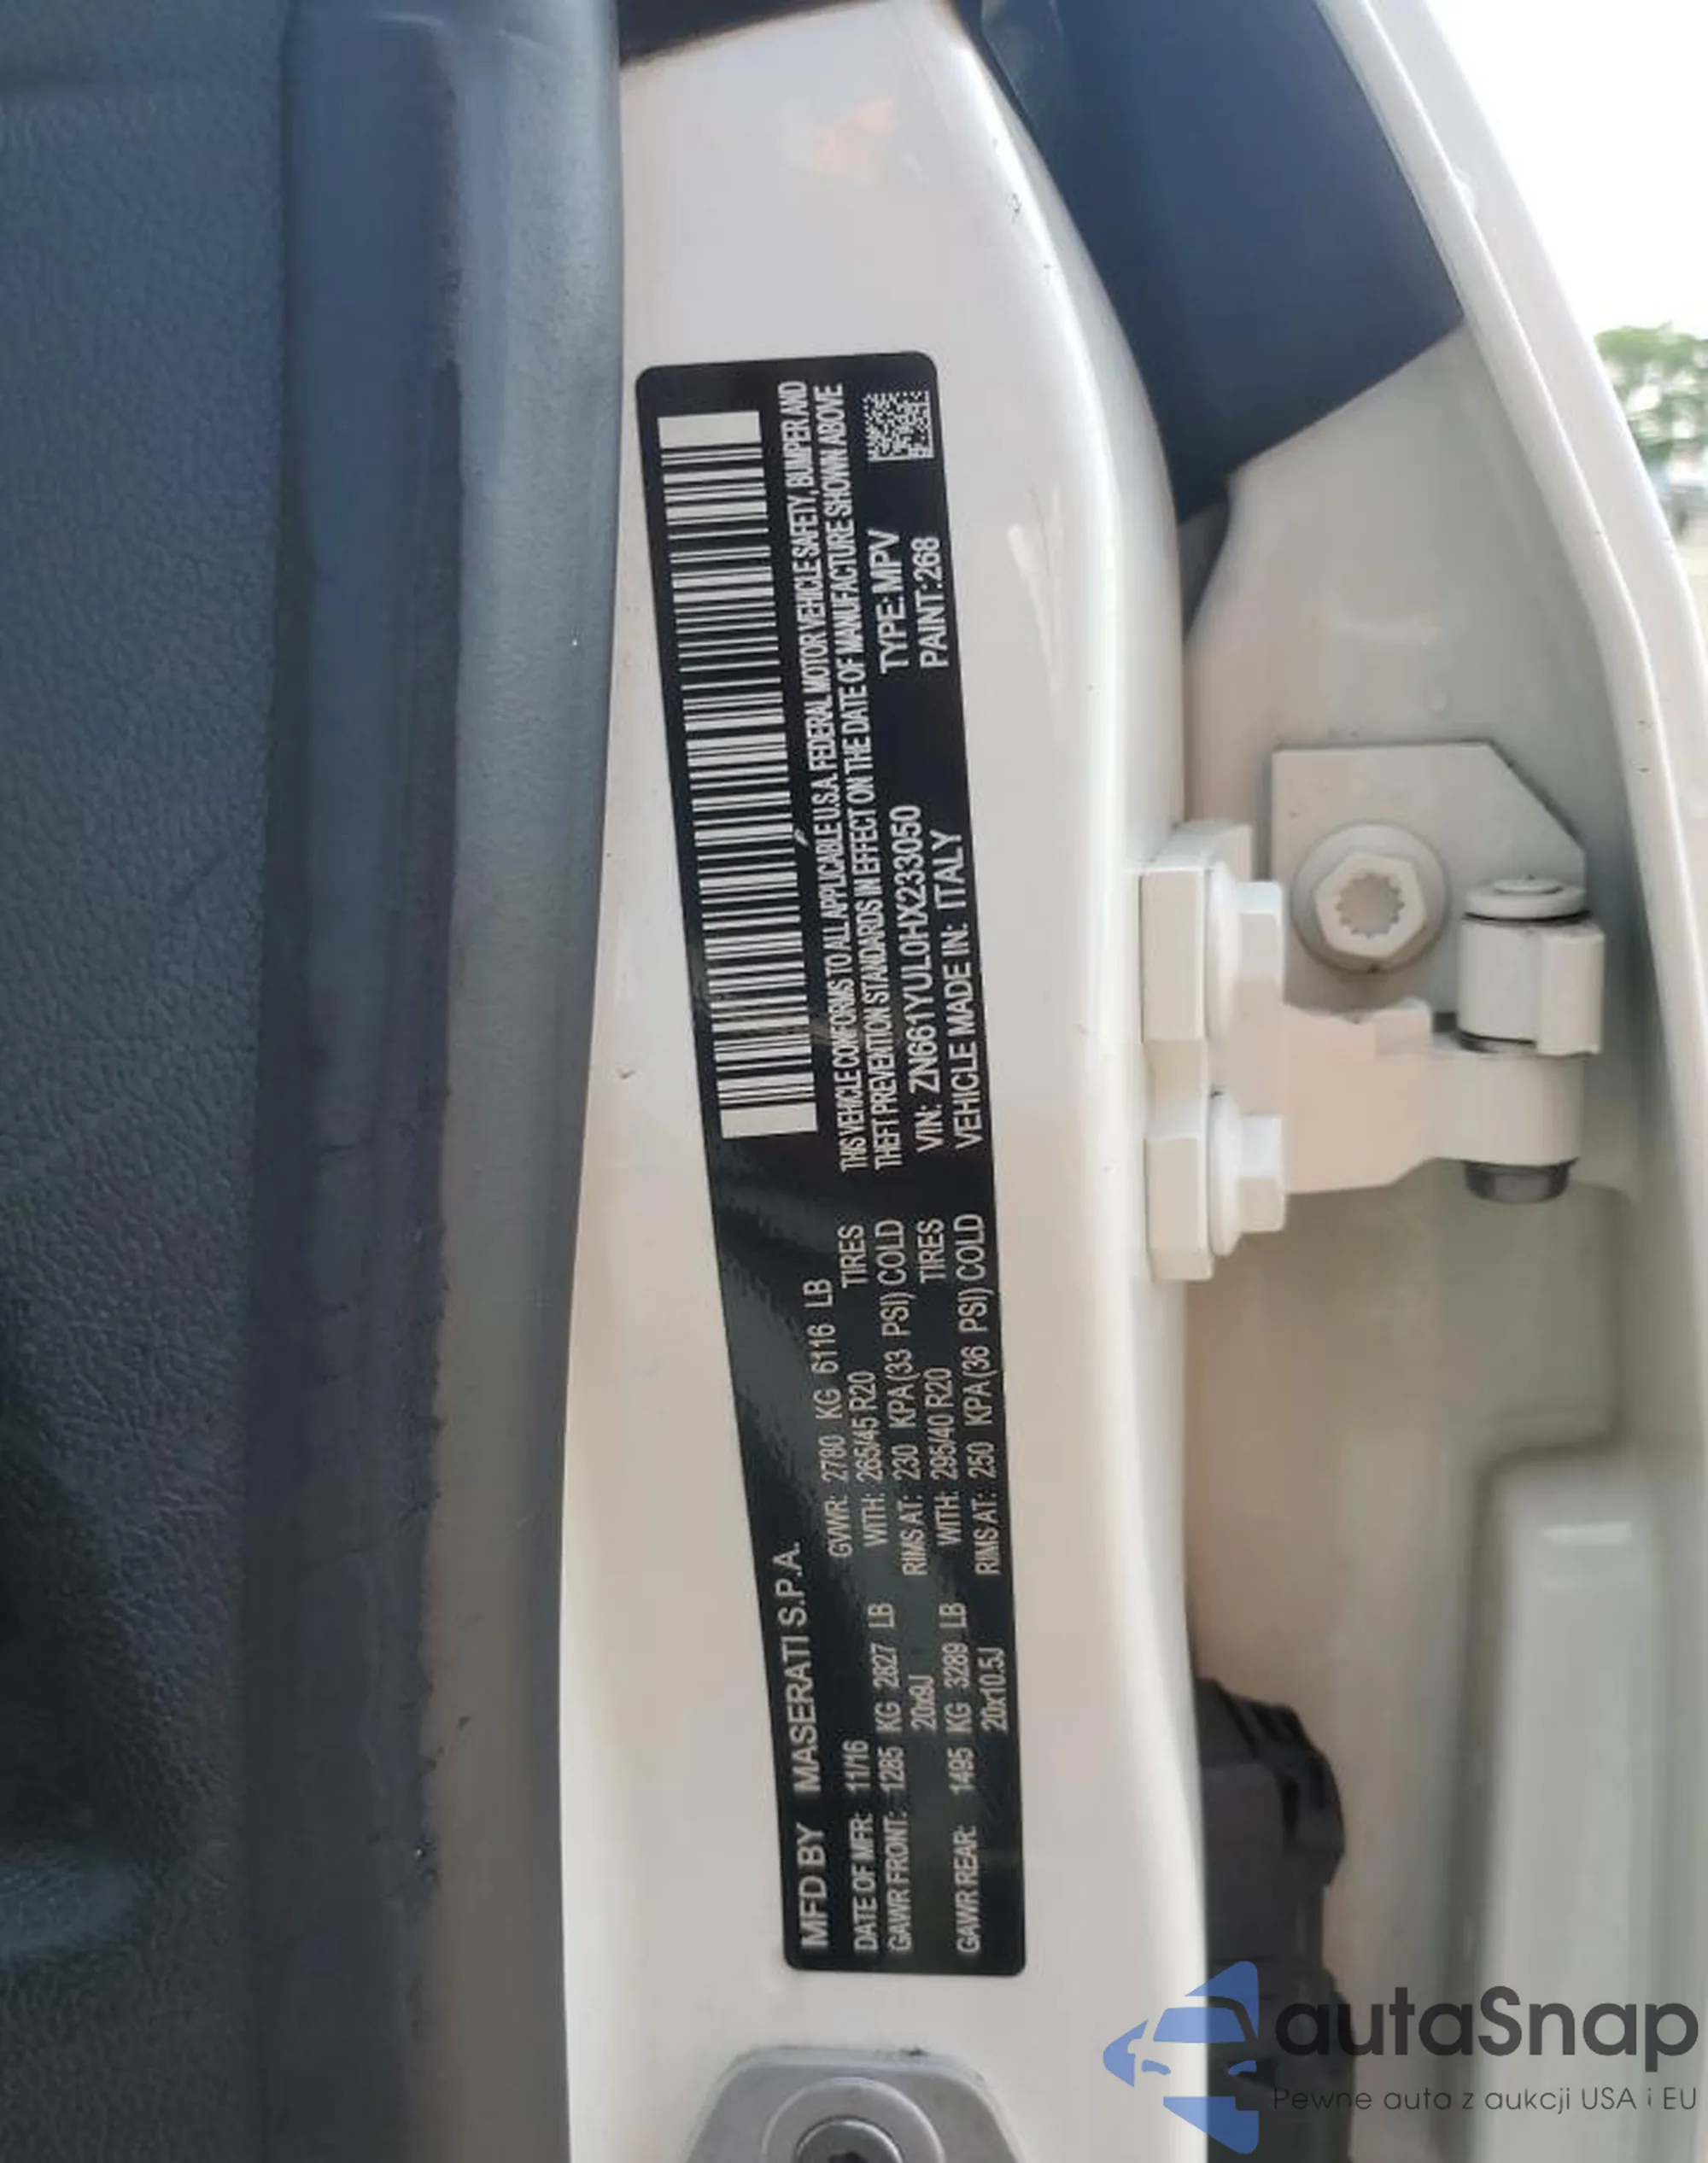 MFD BY MASERATI S.P.A.
DATE OF MFR: 11/16 GVWR: 2780 KG 6116 LB
GAWR FRONT: 1285 KG 2827 LB WITH: 265/45 R20 TIRES
20x9J RIMS AT: 230 KPA (33 PSI) COLD
GAWR REAR: 1495 KG 3289 LB WITH: 295/40 R20 TIRES
20x10.5J RIMS AT: 250 KPA (36 PSI) COLD
THIS VEHICLE CONFORMS TO ALL APPLICABLE U.S.A. FEDERAL MOTOR VEHICLE SAFETY, BUMPER AND
THEFT PREVENTION STANDARDS IN EFFECT ON THE DATE OF MANUFACTURE SHOWN ABOVE
VIN: ZN661YUL0HX233050 TYPE: MPV
VEHICLE MADE IN: ITALY PAINT: 268
autaSnap
Pewne auta z aukcji USA i EU